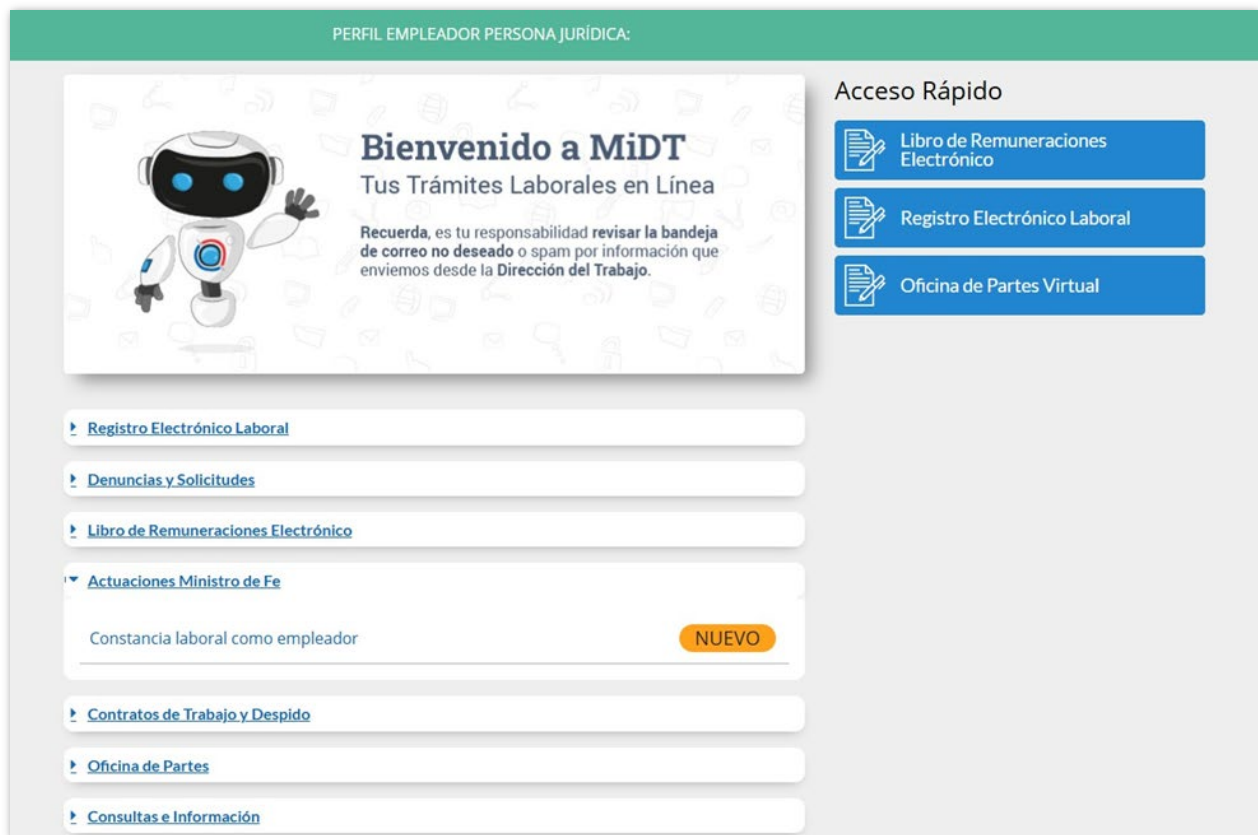 PERFIL EMPLEADOR PERSONA JURÍDICA:
Bienvenido a MiDT
Tus Trámites Laborales en Línea
Recuerda, es tu responsabilidad revisar la bandeja
de correo no deseado o spam por información que
enviemos desde la Dirección del Trabajo.
Acceso Rápido
Libro de Remuneraciones
Electrónico
Registro Electrónico Laboral
Oficina de Partes Virtual
Registro Electrónico Laboral
Denuncias y Solicitudes
Libro de Remuneraciones Electrónico
Actuaciones Ministro de Fe
Constancia laboral como empleador
NUEVO
Contratos de Trabajo y Despido
Oficina de Partes
Consultas e Información